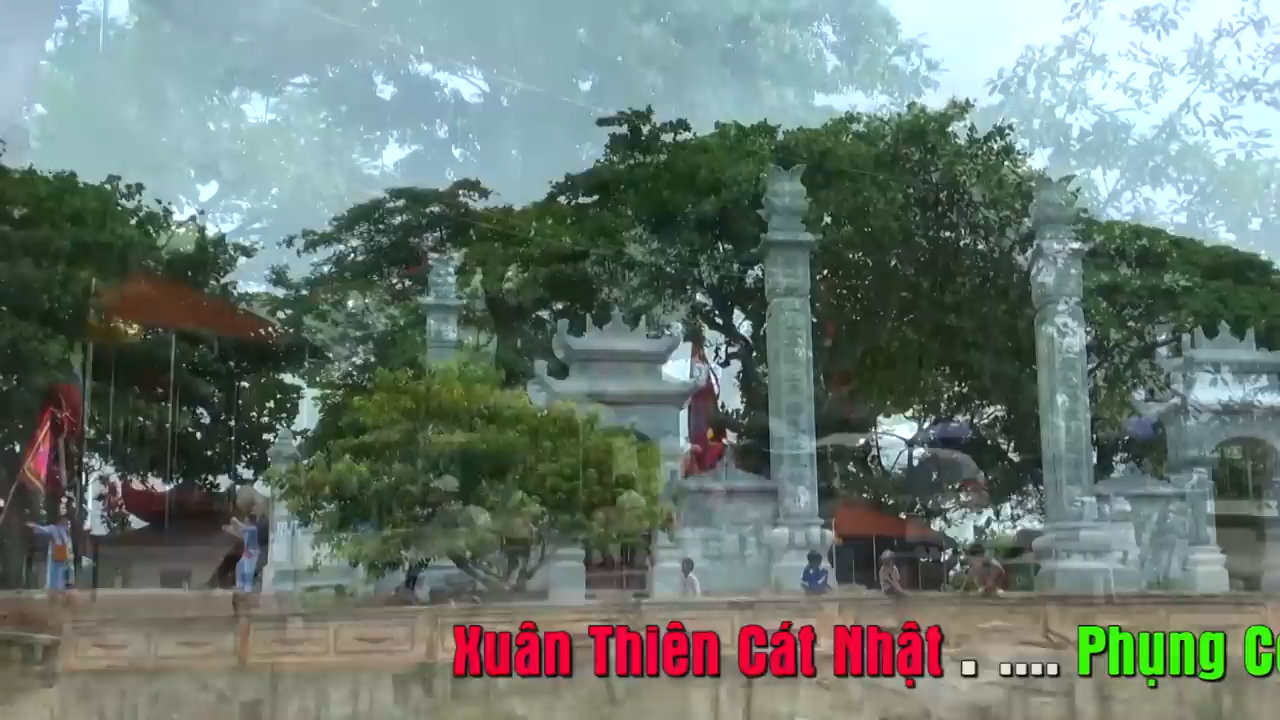 Xuân Thiên Cát Nhật . .... Phụng